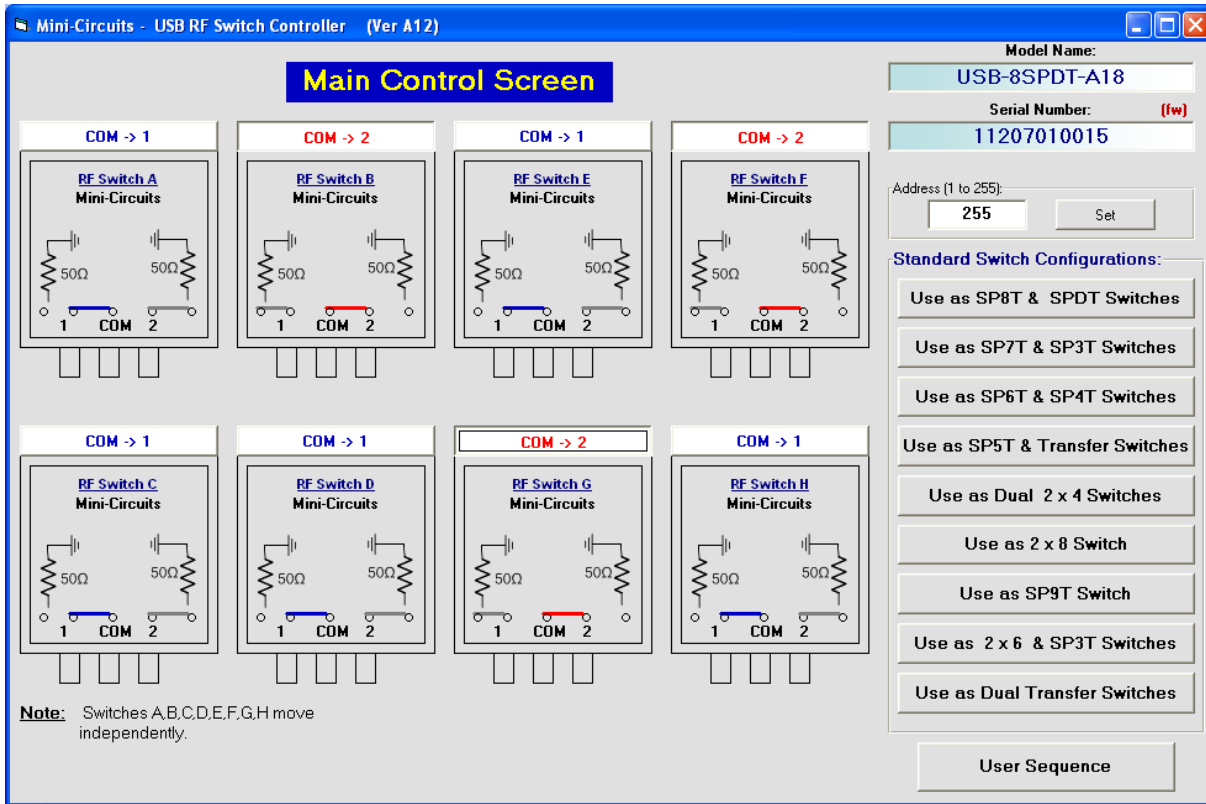 Mini-Circuits - USB RF Switch Controller (Ver A12)
Main Control Screen
Model Name:
USB-8SPDT-A18
Serial Number: (fw)
11207010015
Address (1 to 255):
255 Set
COM -> 1 COM -> 2 COM -> 1 COM -> 2
RF Switch A RF Switch B RF Switch E RF Switch F
Mini-Circuits Mini-Circuits Mini-Circuits Mini-Circuits
50Ω 50Ω 50Ω 50Ω 50Ω 50Ω 50Ω 50Ω
1 COM 2 1 COM 2 1 COM 2 1 COM 2
COM -> 1 COM -> 1 COM -> 2 COM -> 1
RF Switch C RF Switch D RF Switch G RF Switch H
Mini-Circuits Mini-Circuits Mini-Circuits Mini-Circuits
50Ω 50Ω 50Ω 50Ω 50Ω 50Ω 50Ω 50Ω
1 COM 2 1 COM 2 1 COM 2 1 COM 2
Note: Switches A,B,C,D,E,F,G,H move
independently.
Standard Switch Configurations:
Use as SP8T & SPDT Switches
Use as SP7T & SP3T Switches
Use as SP6T & SP4T Switches
Use as SP5T & Transfer Switches
Use as Dual 2 x 4 Switches
Use as 2 x 8 Switch
Use as SP9T Switch
Use as 2 x 6 & SP3T Switches
Use as Dual Transfer Switches
User Sequence